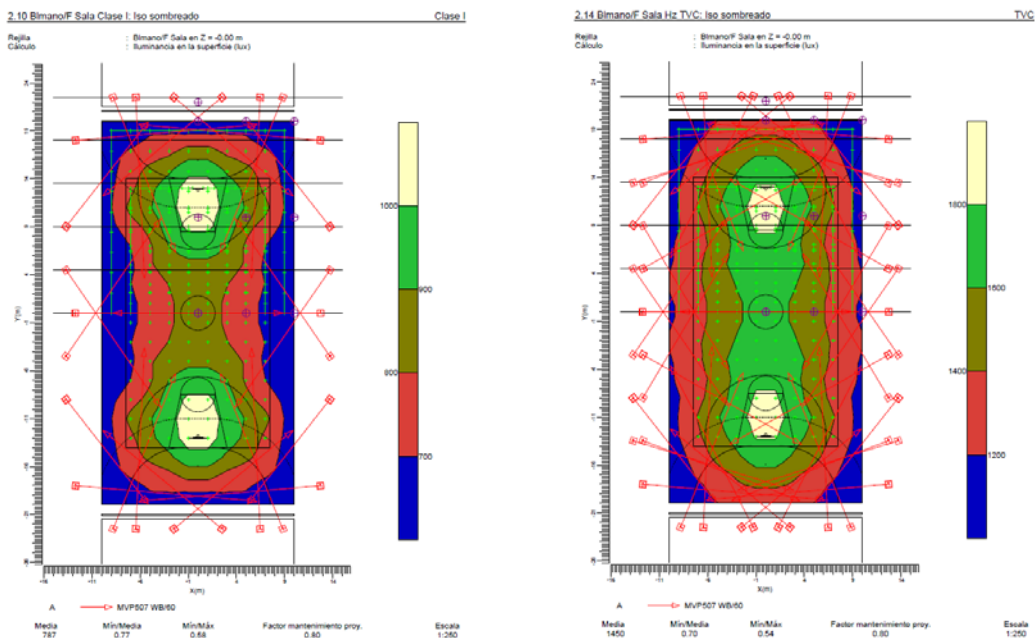 2.10 Blmano/F Sala Clase I: Iso sombreado
Clase I
Rejilla : Blmano/F Sala en Z = -0.00 m
Cálculo : Iluminancia en la superficie (lux)
1000
900
800
700
Y(m)
X(m)
A MVP507 WB/60
Media Mín/Media Mín/Máx Factor mantenimiento proy. Escala
787 0.77 0.58 0.80 1:250
2.14 Blmano/F Sala Hz TVC: Iso sombreado
TVC
Rejilla : Blmano/F Sala en Z = -0.00 m
Cálculo : Iluminancia en la superficie (lux)
1800
1600
1400
1200
Y(m)
X(m)
A MVP507 WB/60
Media Mín/Media Mín/Máx Factor mantenimiento proy. Escala
1450 0.70 0.54 0.80 1:250